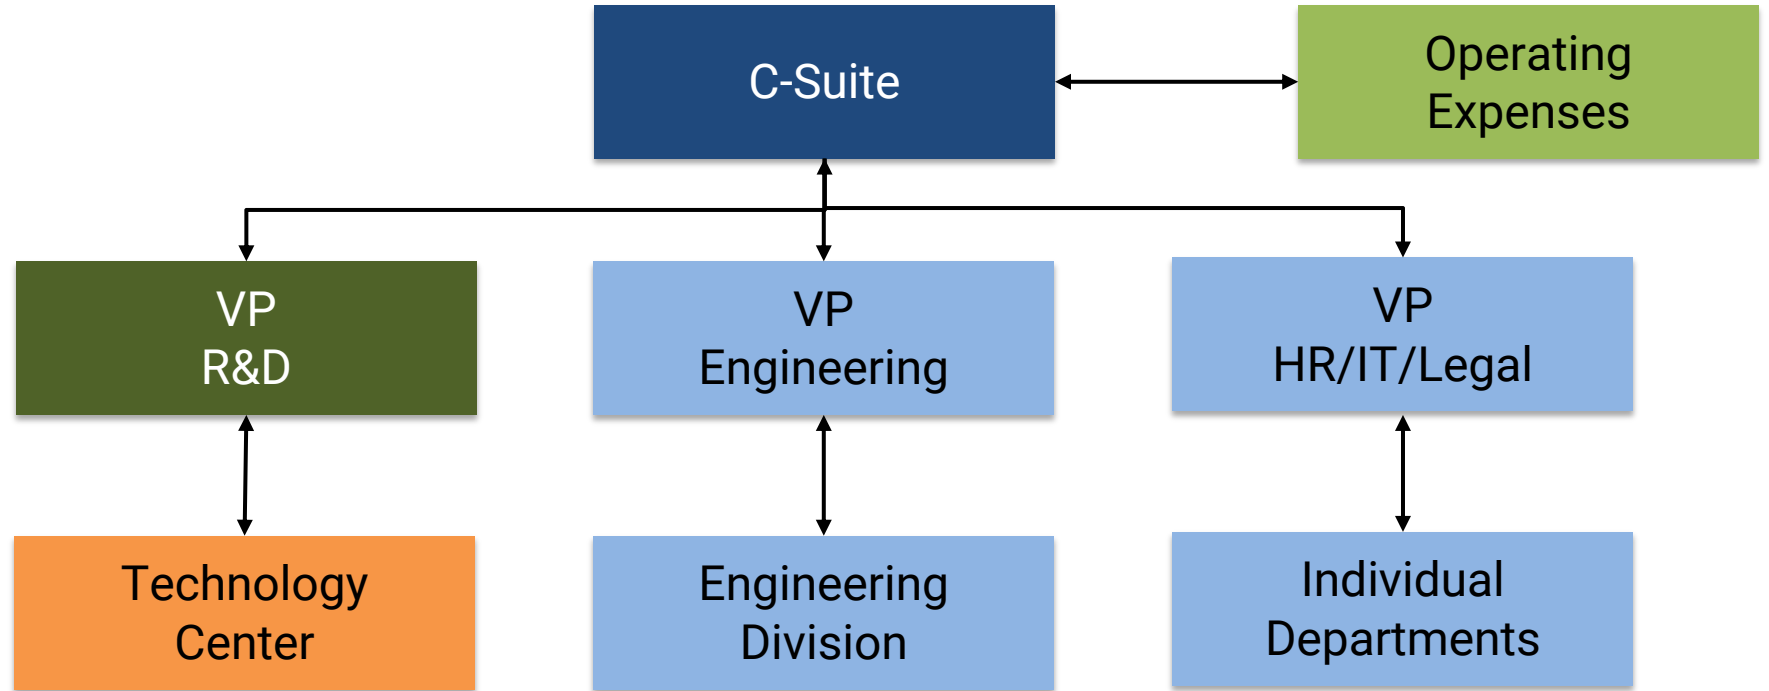 C-Suite
Operating
Expenses
VP
R&D
VP
Engineering
VP
HR/IT/Legal
Technology
Center
Engineering
Division
Individual
Departments